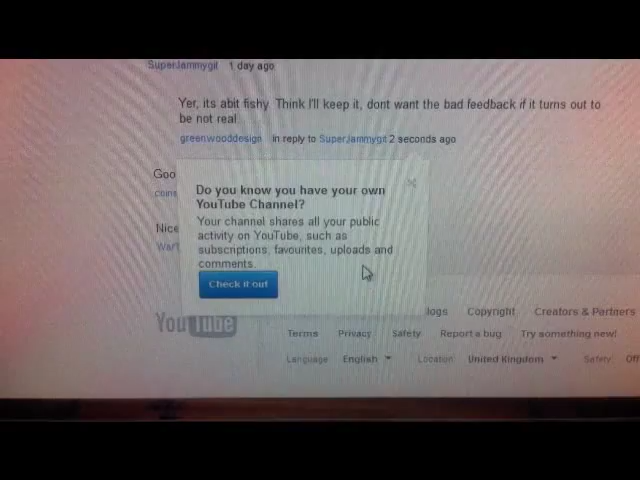 SuperJammygit 1 day ago
Yer, its abit fishy. Think I'll keep it, dont want the bad feedback if it turns out to
be not real
greenwooddesign in reply to SuperJammygit 2 seconds ago
Goo
coins
Do you know you have your own
YouTube Channel?
Your channel shares all your public
activity on YouTube, such as
subscriptions, favourites, uploads and
comments.
Check it out
Nice
YouTube
logs Copyright Creators & Partners
Terms Privacy Safety Report a bug Try something new!
Language English Location: United Kingdom Safety: Off